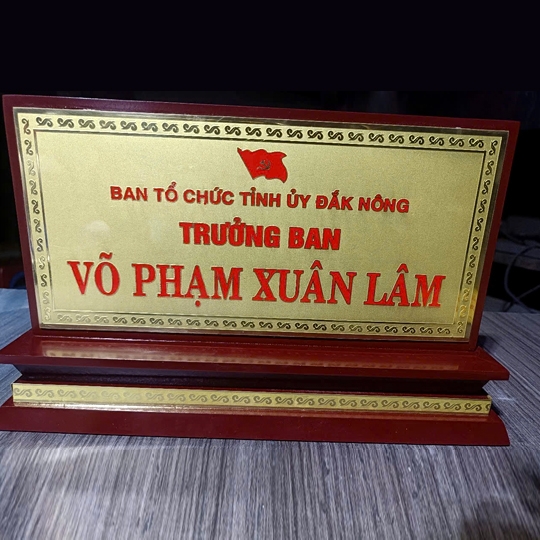 BAN TỔ CHỨC TỈNH ỦY ĐẮK NÔNG
TRƯỞNG BAN
VÕ PHẠM XUÂN LÂM